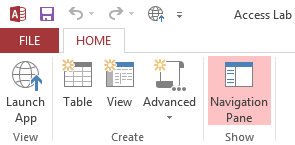 Access Lab
FILE HOME
Launch App Table View Advanced Navigation Pane
View Create Show